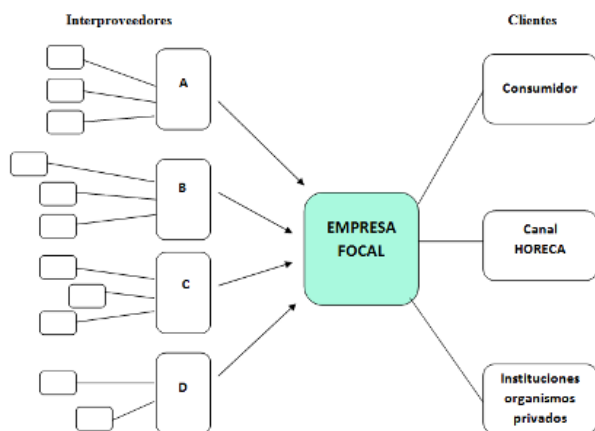 Interproveedores
Clientes
A
B
C
D
EMPRESA
FOCAL
Consumidor
Canal
HORECA
Instituciones
organismos
privados